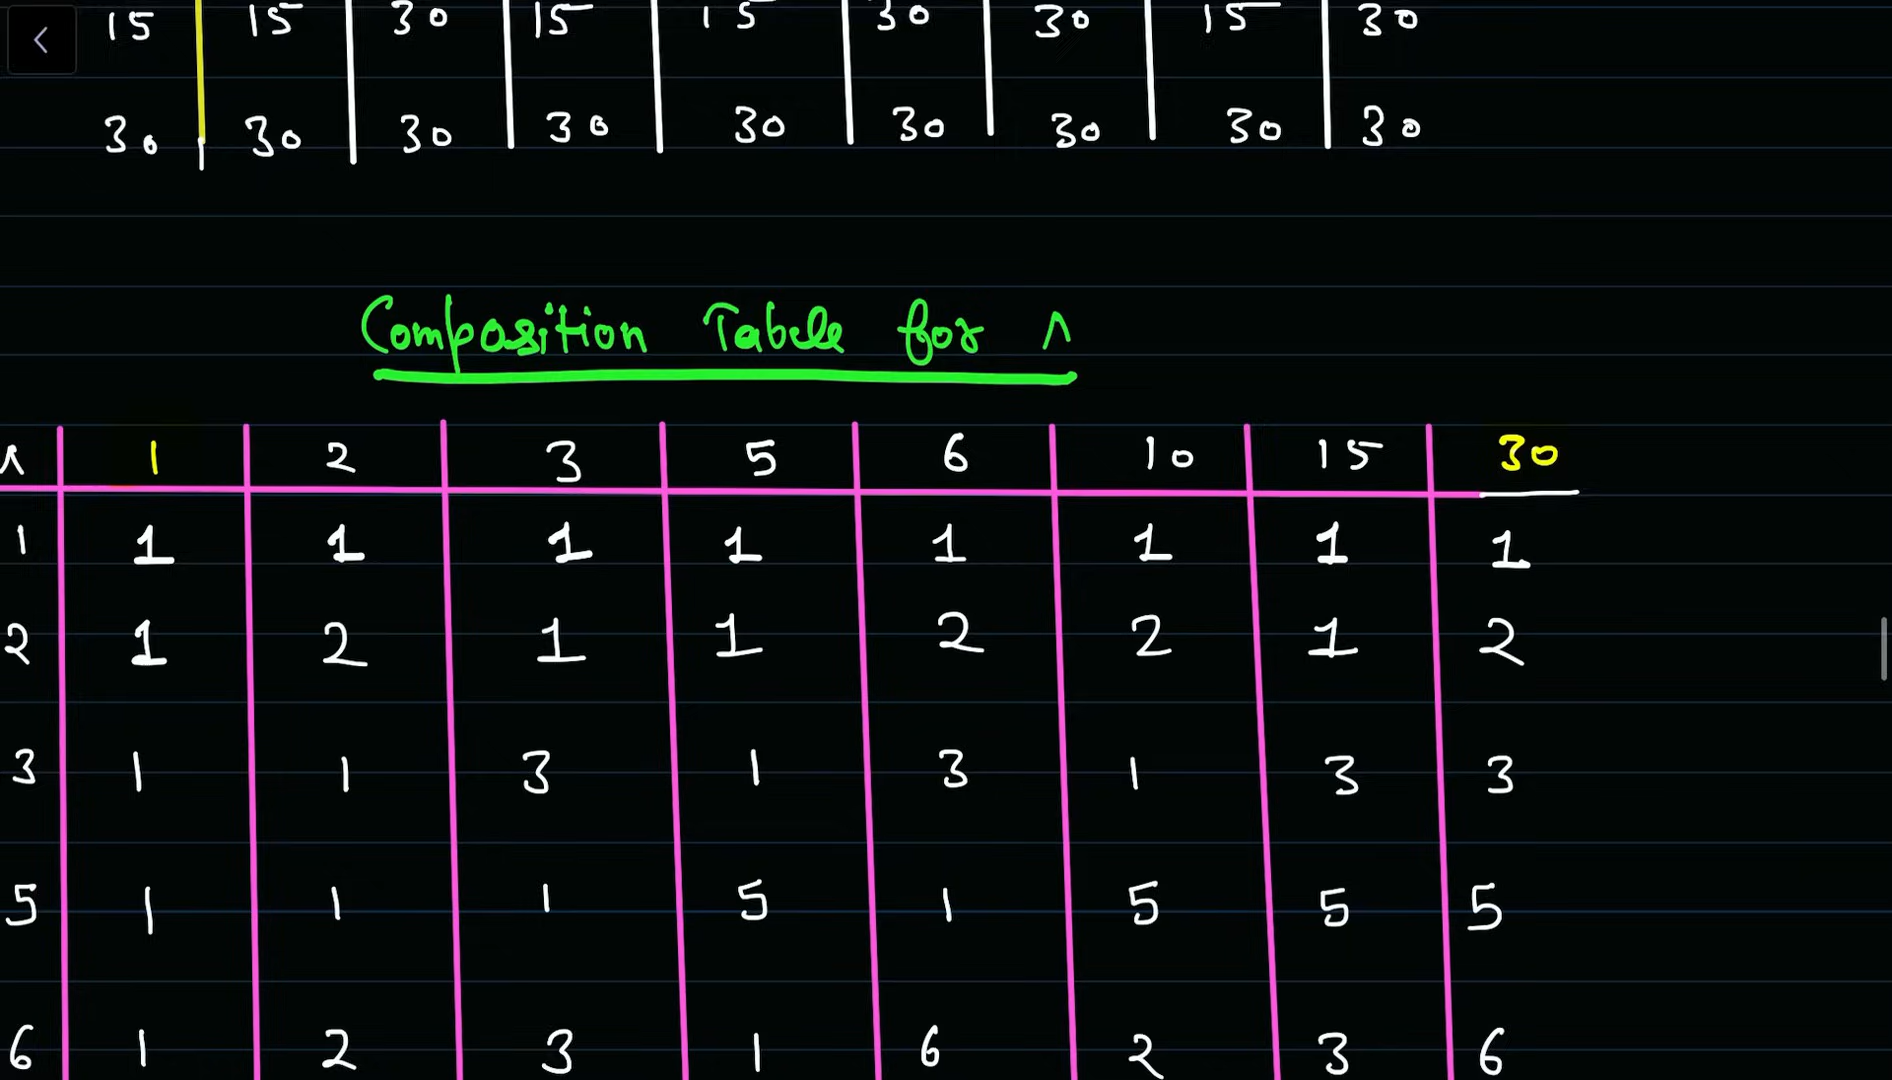 15 15 30 15 15 30 30 15 30
30 30 30 30 30 30 30 30 30
Composition Table for ∧
∧ 1 2 3 5 6 10 15 30
1 1 1 1 1 1 1 1 1
2 1 2 1 1 2 2 1 2
3 1 1 3 1 3 1 3 3
5 1 1 1 5 1 5 5 5
6 1 2 3 1 6 2 3 6